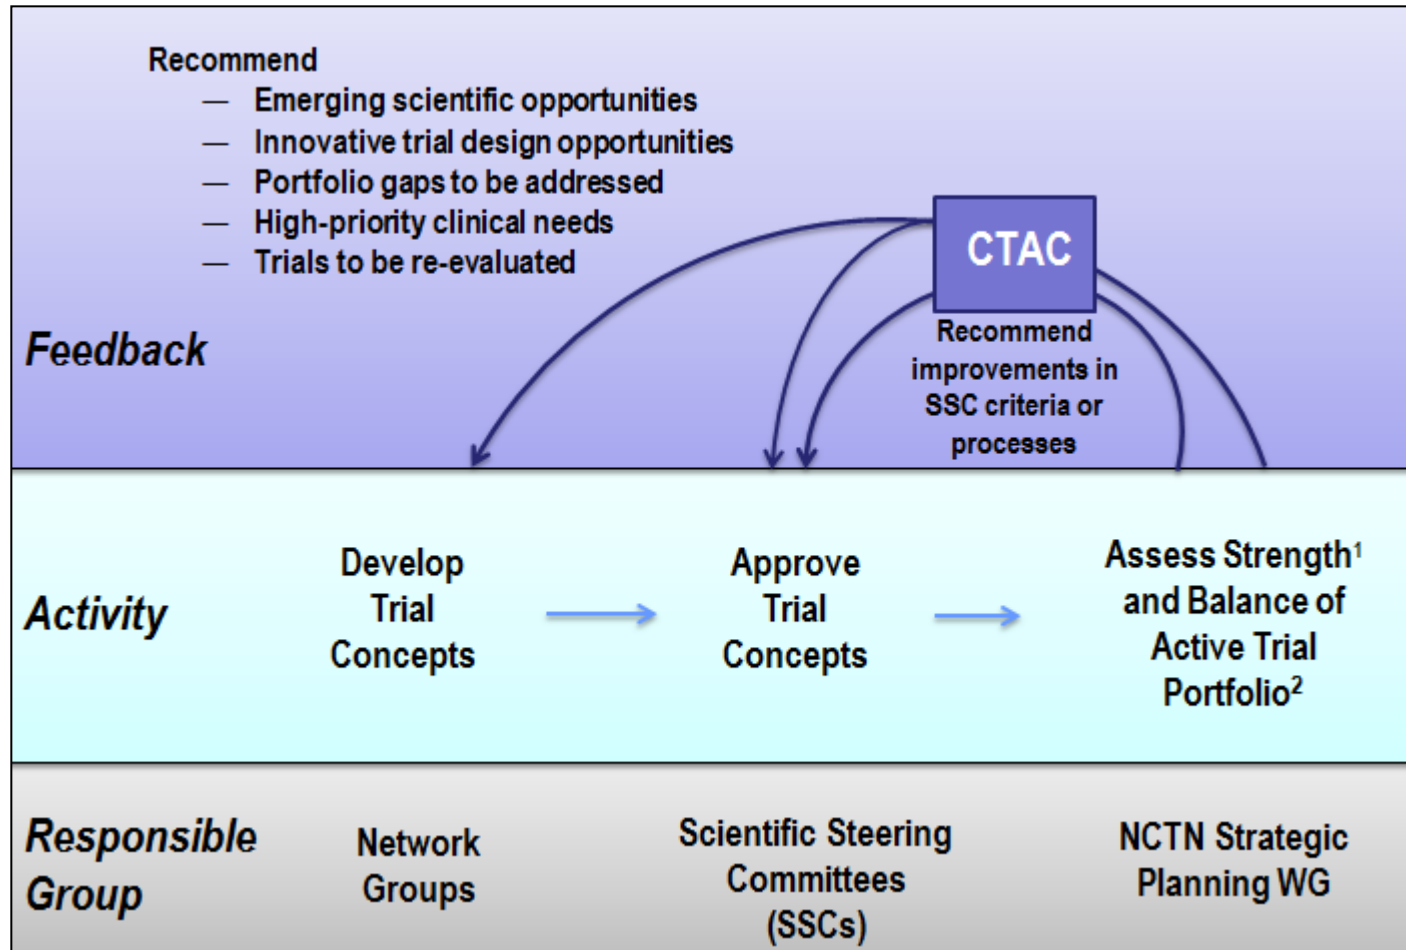 Recommend
— Emerging scientific opportunities
— Innovative trial design opportunities
— Portfolio gaps to be addressed
— High-priority clinical needs
— Trials to be re-evaluated
CTAC
Recommend
improvements in
SSC criteria or
processes
Feedback
Activity
Develop
Trial
Concepts
Approve
Trial
Concepts
Assess Strength¹
and Balance of
Active Trial
Portfolio²
Responsible
Group
Network
Groups
Scientific Steering
Committees
(SSCs)
NCTN Strategic
Planning WG